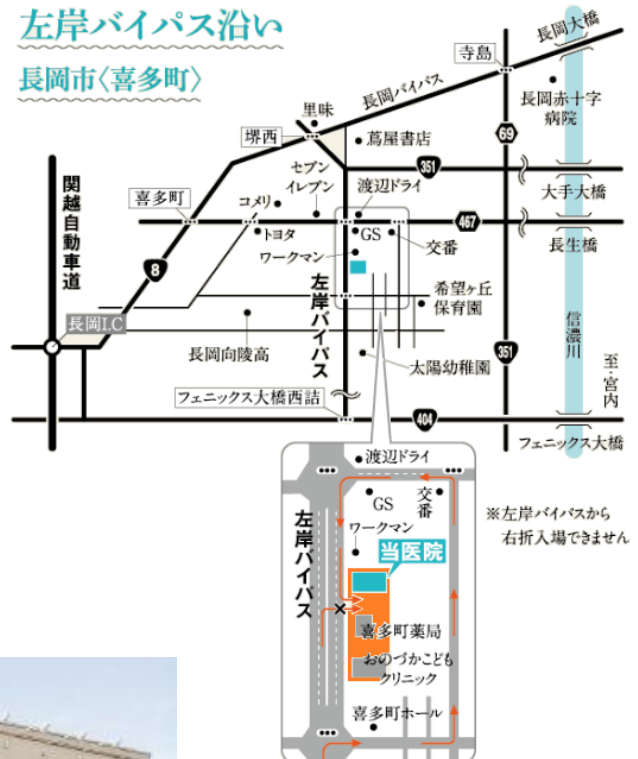 左岸バイパス沿い
長岡市〈喜多町〉
長岡大橋
寺島
長岡バイパス
長岡赤十字
病院
里味
堺西
蔦屋書店
69
351
セブン
イレブン
渡辺ドライ
大手大橋
関越自動車道
喜多町
コメリ
467
トヨタ
GS
交番
長生橋
ワークマン
8
左岸バイパス
希望ヶ丘
保育園
信濃川
長岡I.C
長岡向陵高
太陽幼稚園
351
至・宮内
フェニックス大橋西詰
404
フェニックス大橋
渡辺ドライ
GS
交番
※左岸バイパスから
右折入場できません
左岸バイパス
ワークマン
当医院
喜多町薬局
おのづかこども
クリニック
喜多町ホール